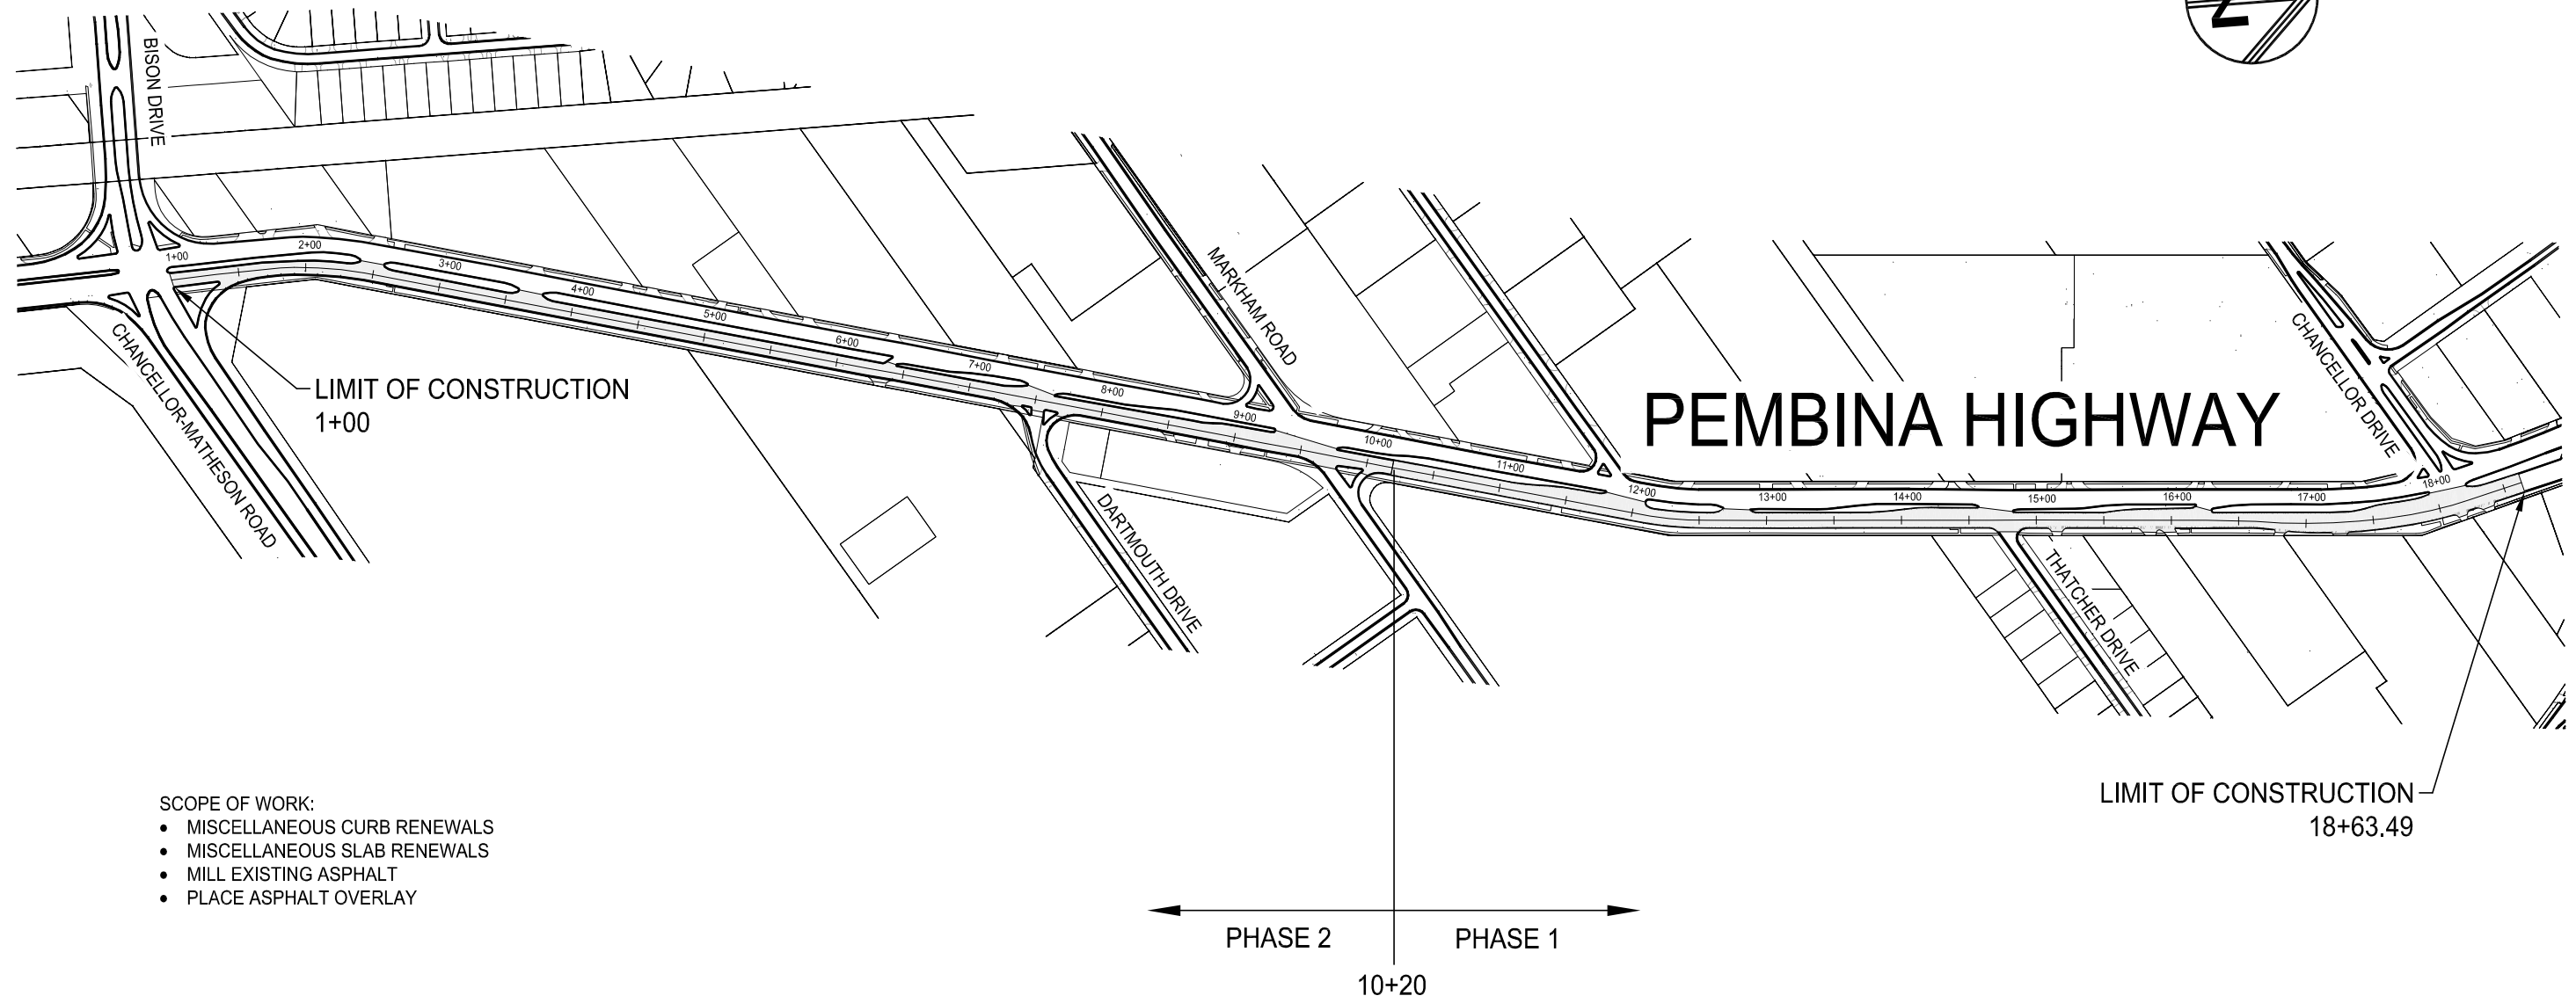 N
BISON DRIVE
1+00
2+00
3+00
4+00
5+00
6+00
7+00
8+00
9+00
10+00
11+00
12+00
13+00
14+00
15+00
16+00
17+00
18+00
MARKHAM ROAD
CHANCELLOR DRIVE
PEMBINA HIGHWAY
LIMIT OF CONSTRUCTION
1+00
CHANCELLOR-MATHESON ROAD
DARTMOUTH DRIVE
THATCHER DRIVE
LIMIT OF CONSTRUCTION
18+63.49
SCOPE OF WORK:
• MISCELLANEOUS CURB RENEWALS
• MISCELLANEOUS SLAB RENEWALS
• MILL EXISTING ASPHALT
• PLACE ASPHALT OVERLAY
PHASE 2
PHASE 1
10+20